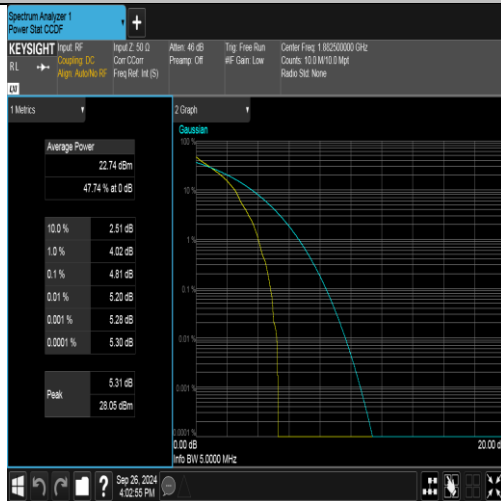 Spectrum Analyzer 1
Power Stat CCDF
KEYSIGHT
RL
LXI
Input: RF
Coupling: DC
Align: Auto/No RF
Input Z: 50 Ω
Corr CCorr
Freq Ref: Int (S)
Atten: 46 dB
Preamp: Off
Trig: Free Run
#IF Gain: Low
Center Freq: 1.882500000 GHz
Counts: 10.0 M/10.0 Mpt
Radio Std: None
1 Metrics
Average Power
22.74 dBm
47.74 % at 0 dB
10.0 % 2.51 dB
1.0 % 4.02 dB
0.1 % 4.81 dB
0.01 % 5.20 dB
0.001 % 5.28 dB
0.0001 % 5.30 dB
Peak
5.31 dB
28.05 dBm
2 Graph
Gaussian
100 %
10 %
1 %
0.1 %
0.01 %
0.001 %
0.0001 %
0.00 dB
20.00 dB
Info BW 5.0000 MHz
Sep 26, 2024
4:02:55 PM